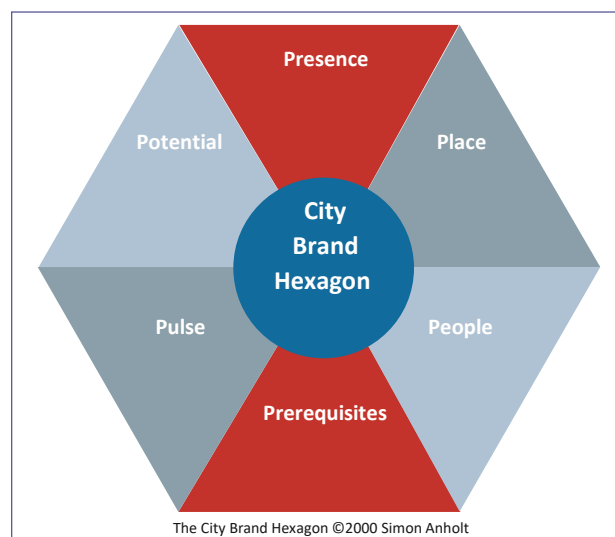 Presence
Potential
Place
City
Brand
Hexagon
Pulse
People
Prerequisites
The City Brand Hexagon ©2000 Simon Anholt